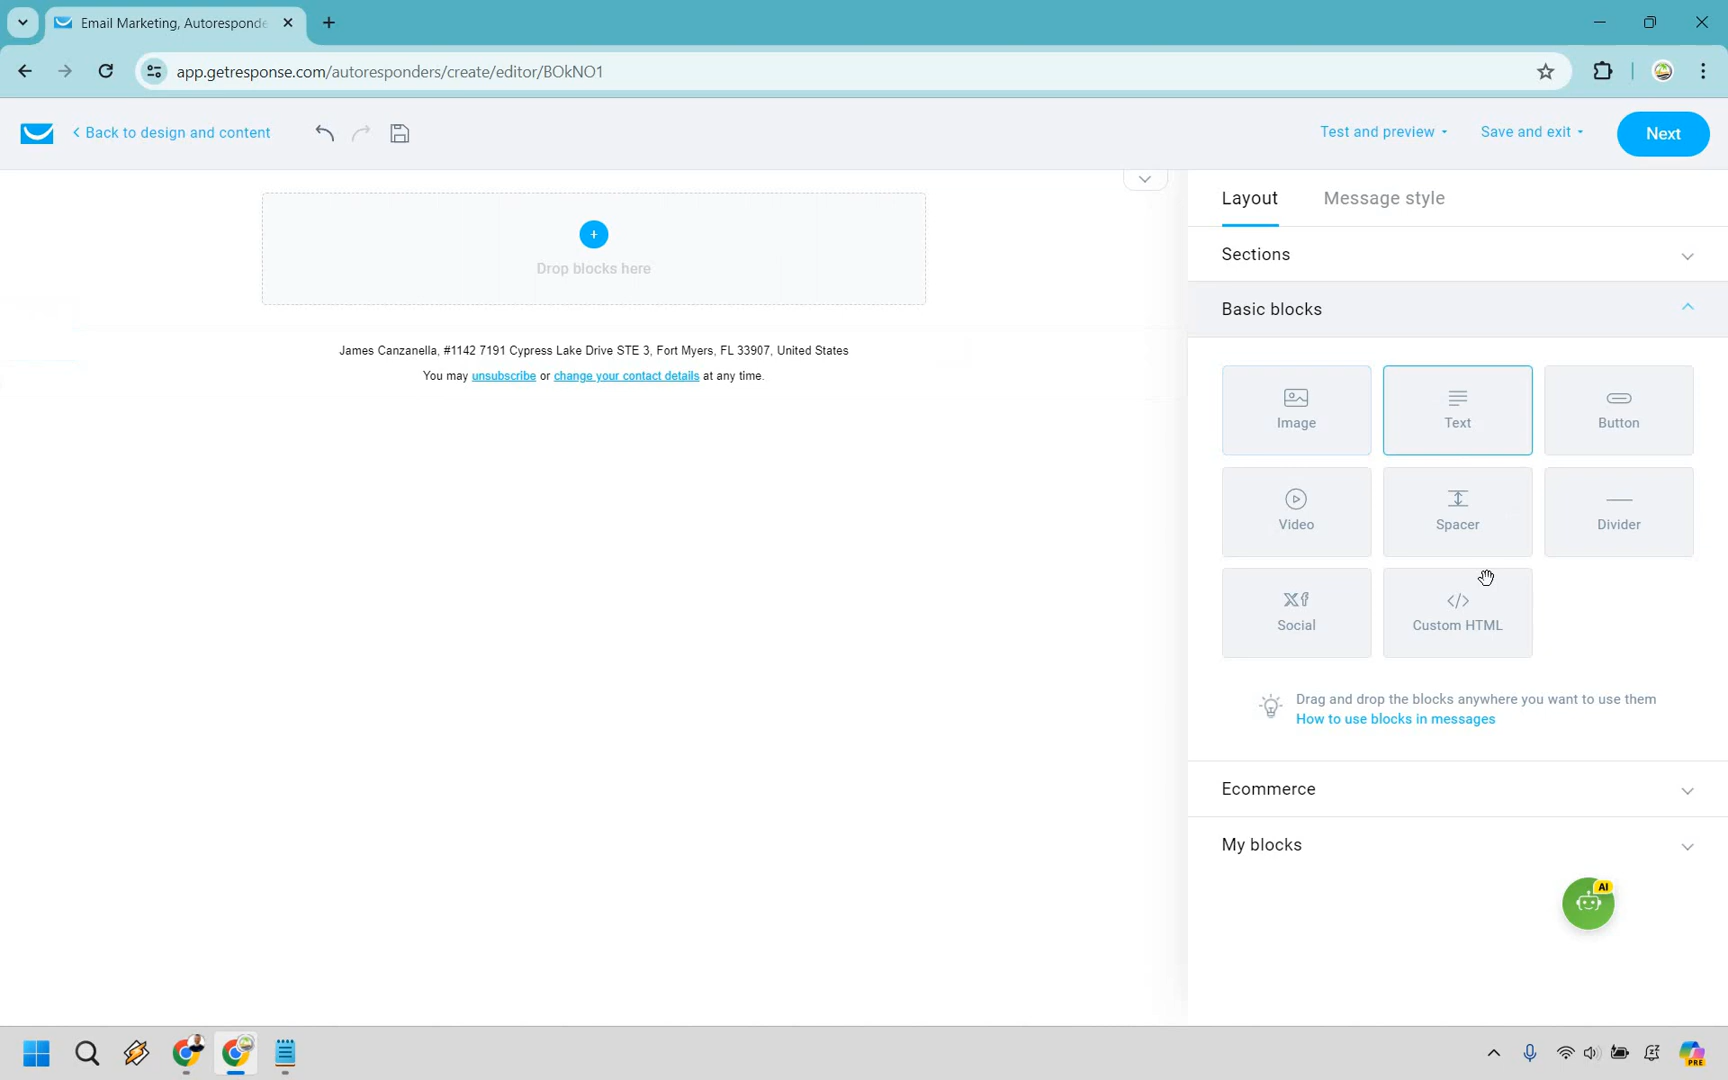 Email Marketing, Autoresponde
app.getresponse.com/autoresponders/create/editor/BOkNO1
Back to design and content
Test and preview
Save and exit
Next
Layout
Message style
Sections
Drop blocks here
Basic blocks
James Canzanella, #1142 7191 Cypress Lake Drive STE 3, Fort Myers, FL 33907, United States
You may unsubscribe or change your contact details at any time.
Image
Text
Button
Video
Spacer
Divider
Social
Custom HTML
Drag and drop the blocks anywhere you want to use them
How to use blocks in messages
Ecommerce
My blocks
AI
PRE